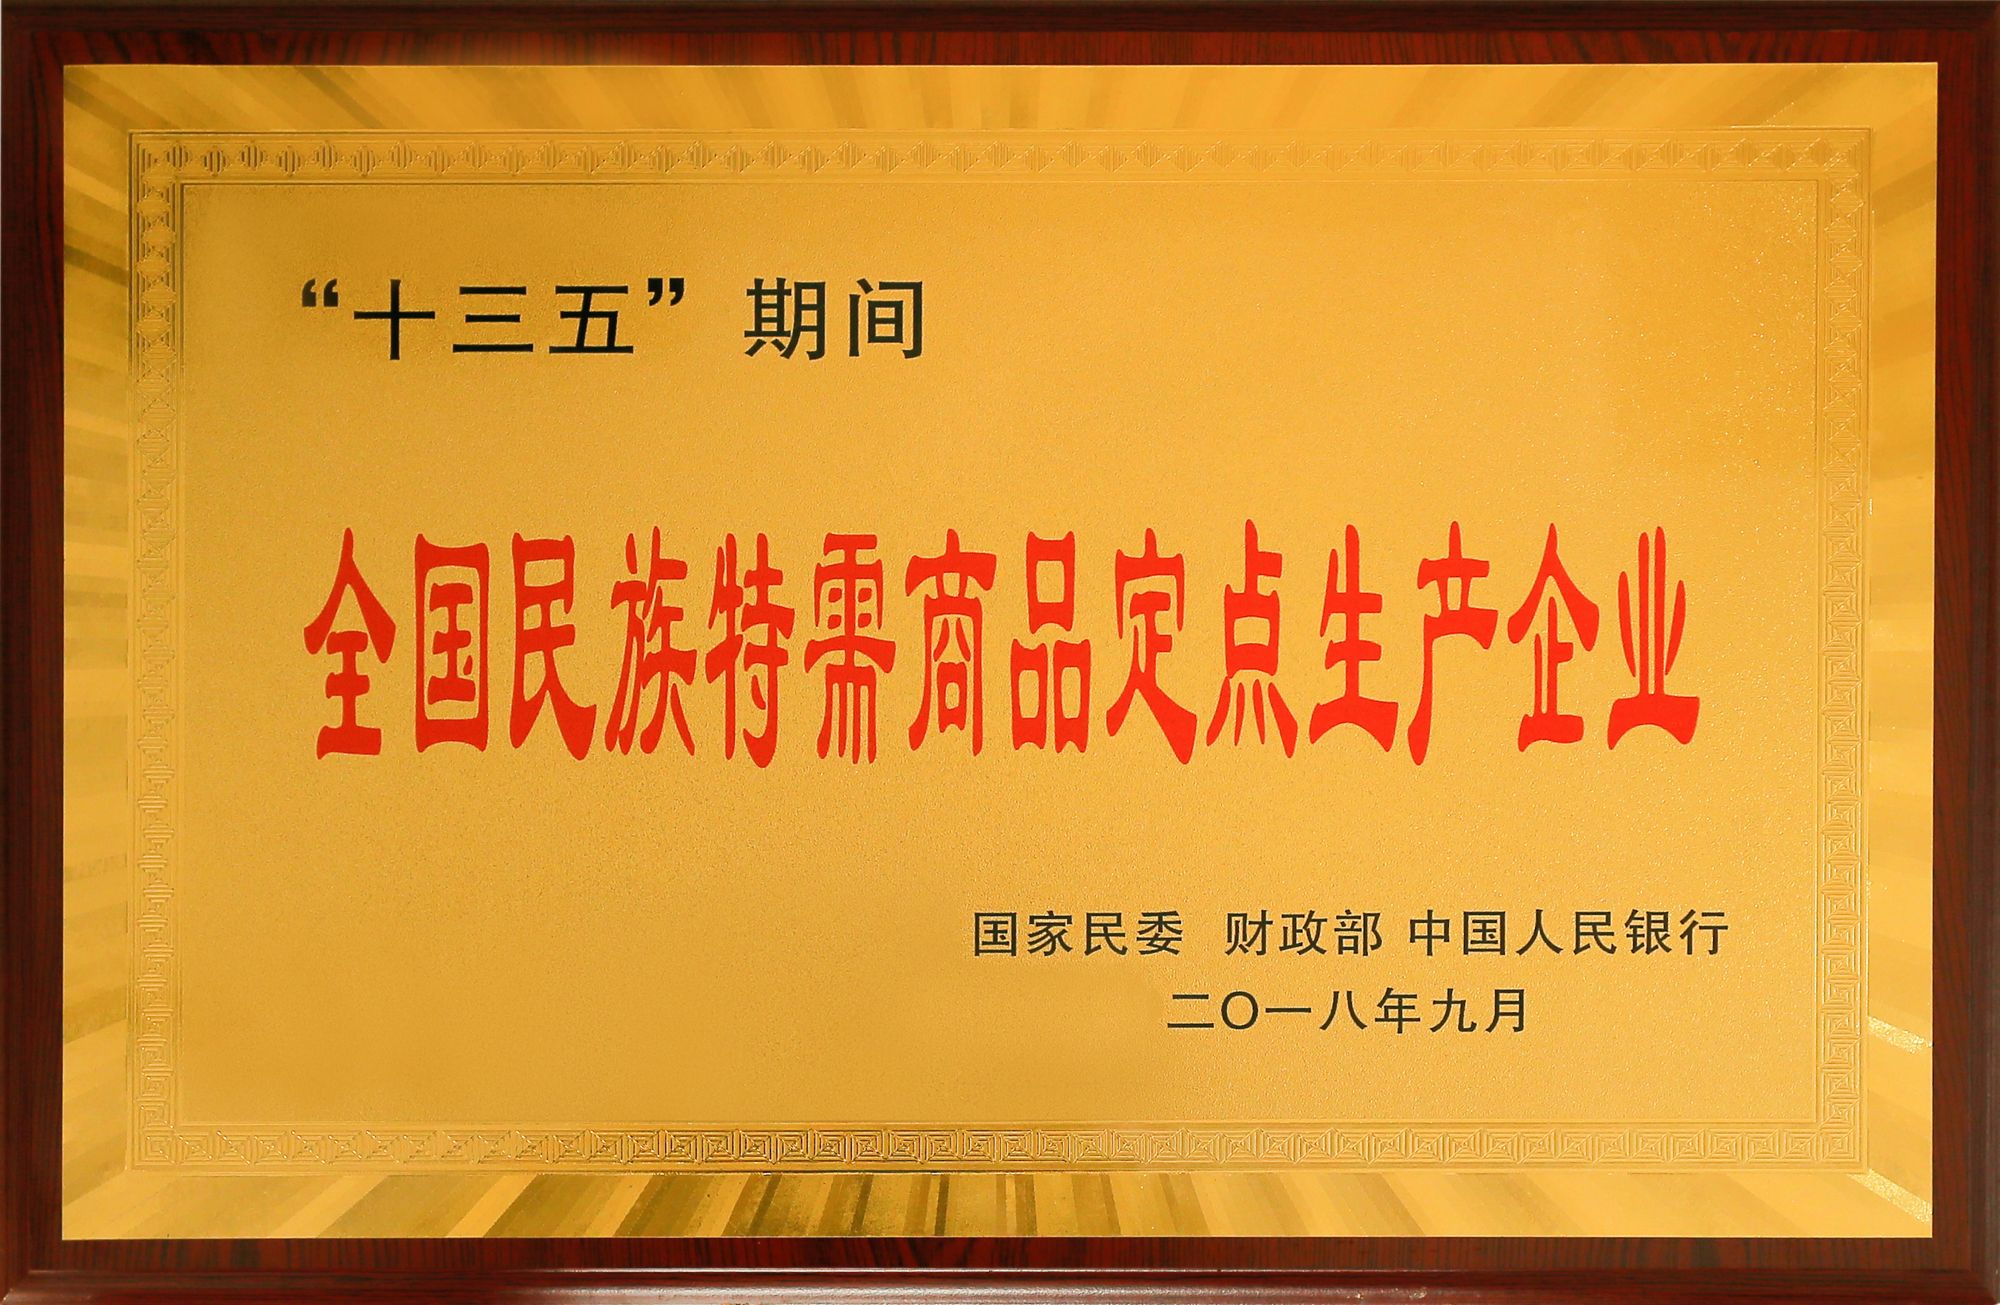 “十三五”期间
全国民族特需商品定点生产企业
国家民委 财政部 中国人民银行
二〇一八年九月